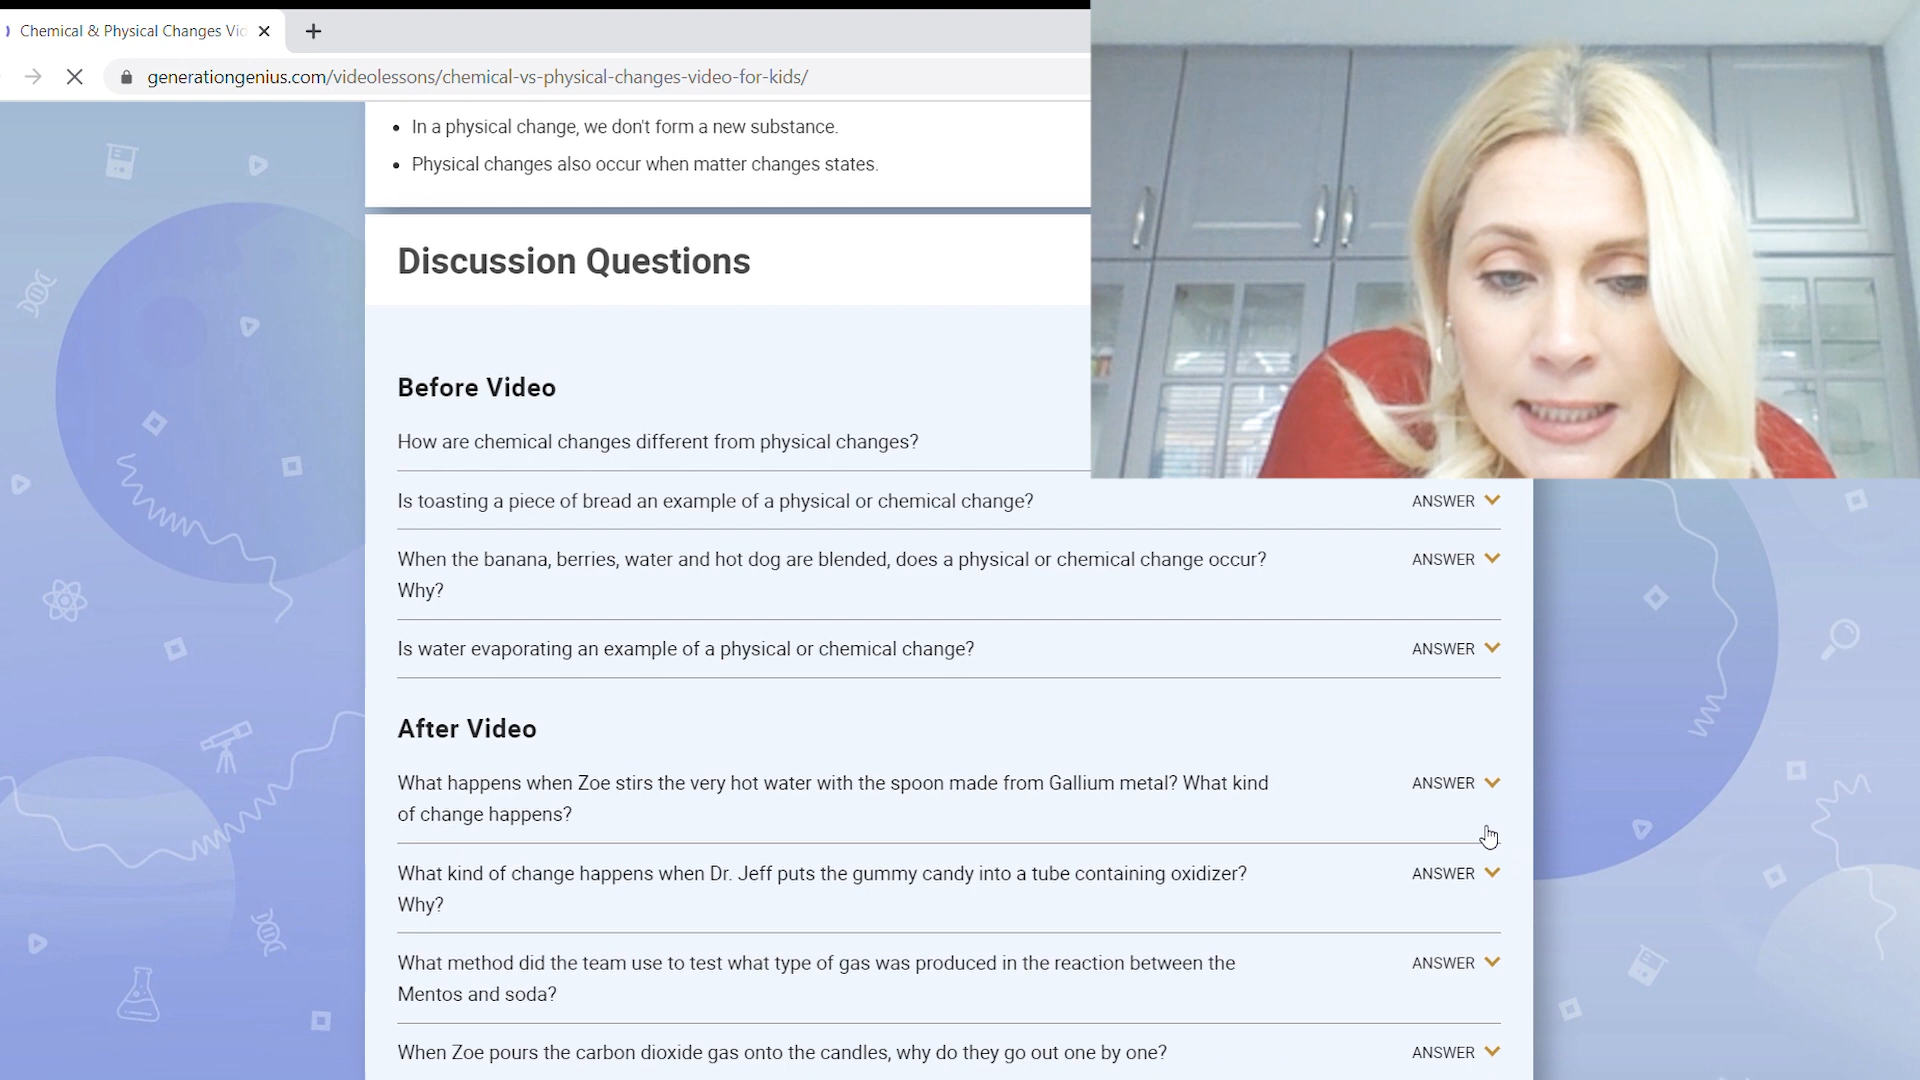 Chemical & Physical Changes Vid
generationgenius.com/videolessons/chemical-vs-physical-changes-video-for-kids/
In a physical change, we don't form a new substance.
Physical changes also occur when matter changes states.
Discussion Questions
Before Video
How are chemical changes different from physical changes?
Is toasting a piece of bread an example of a physical or chemical change?
ANSWER
When the banana, berries, water and hot dog are blended, does a physical or chemical change occur?
ANSWER
Why?
Is water evaporating an example of a physical or chemical change?
ANSWER
After Video
What happens when Zoe stirs the very hot water with the spoon made from Gallium metal? What kind
ANSWER
of change happens?
What kind of change happens when Dr. Jeff puts the gummy candy into a tube containing oxidizer?
ANSWER
Why?
What method did the team use to test what type of gas was produced in the reaction between the
ANSWER
Mentos and soda?
When Zoe pours the carbon dioxide gas onto the candles, why do they go out one by one?
ANSWER